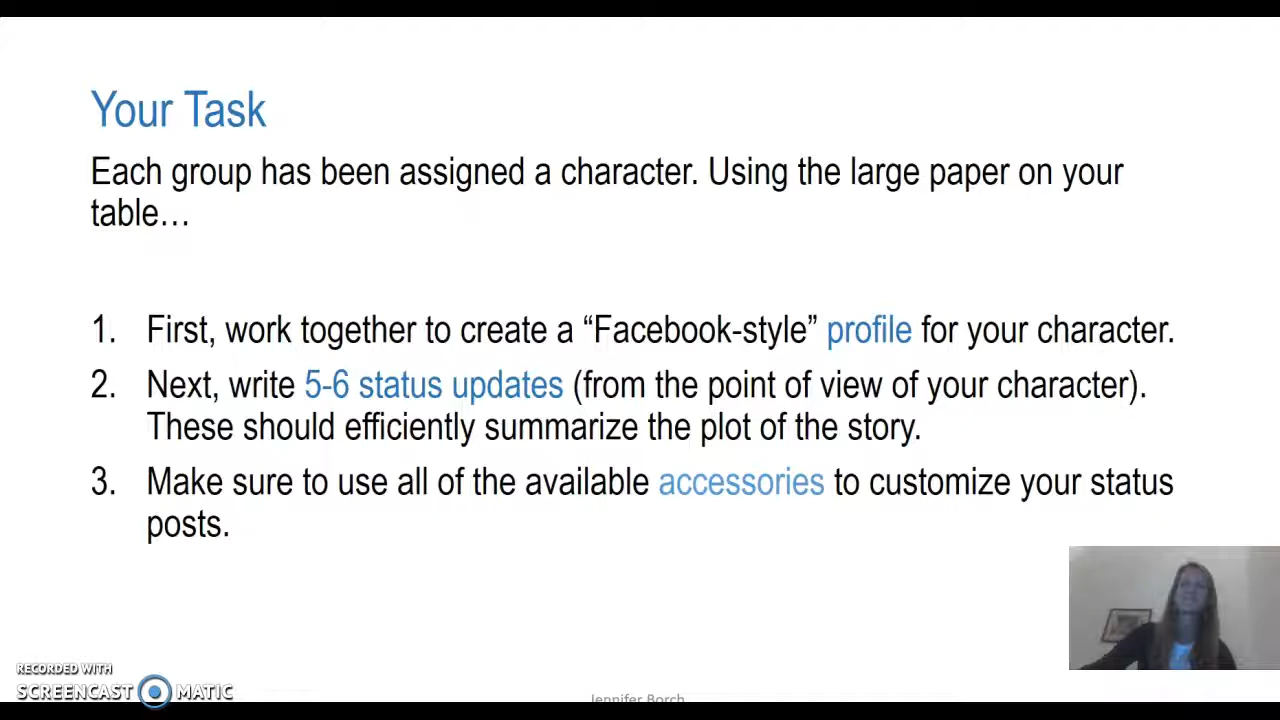 Your Task
Each group has been assigned a character. Using the large paper on your
table…
1. First, work together to create a “Facebook-style” profile for your character.
2. Next, write 5-6 status updates (from the point of view of your character).
These should efficiently summarize the plot of the story.
3. Make sure to use all of the available accessories to customize your status
posts.
RECORDED WITH
SCREENCAST MATIC
Jennifer Borch